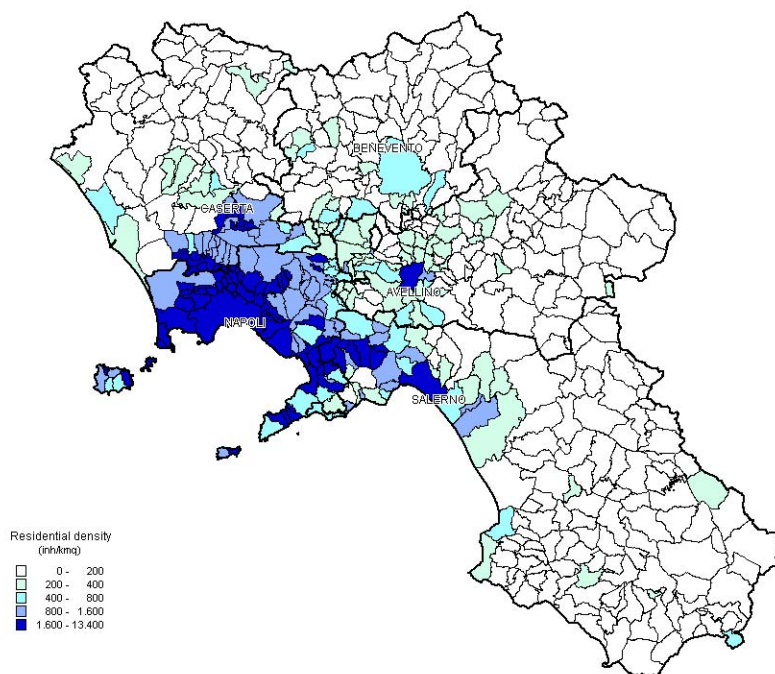 BENEVENTO
CASERTA
AVELLINO
NAPOLI
SALERNO
Residential density
(inh/kmq)
0 - 200
200 - 400
400 - 800
800 - 1.600
1.600 - 13.400